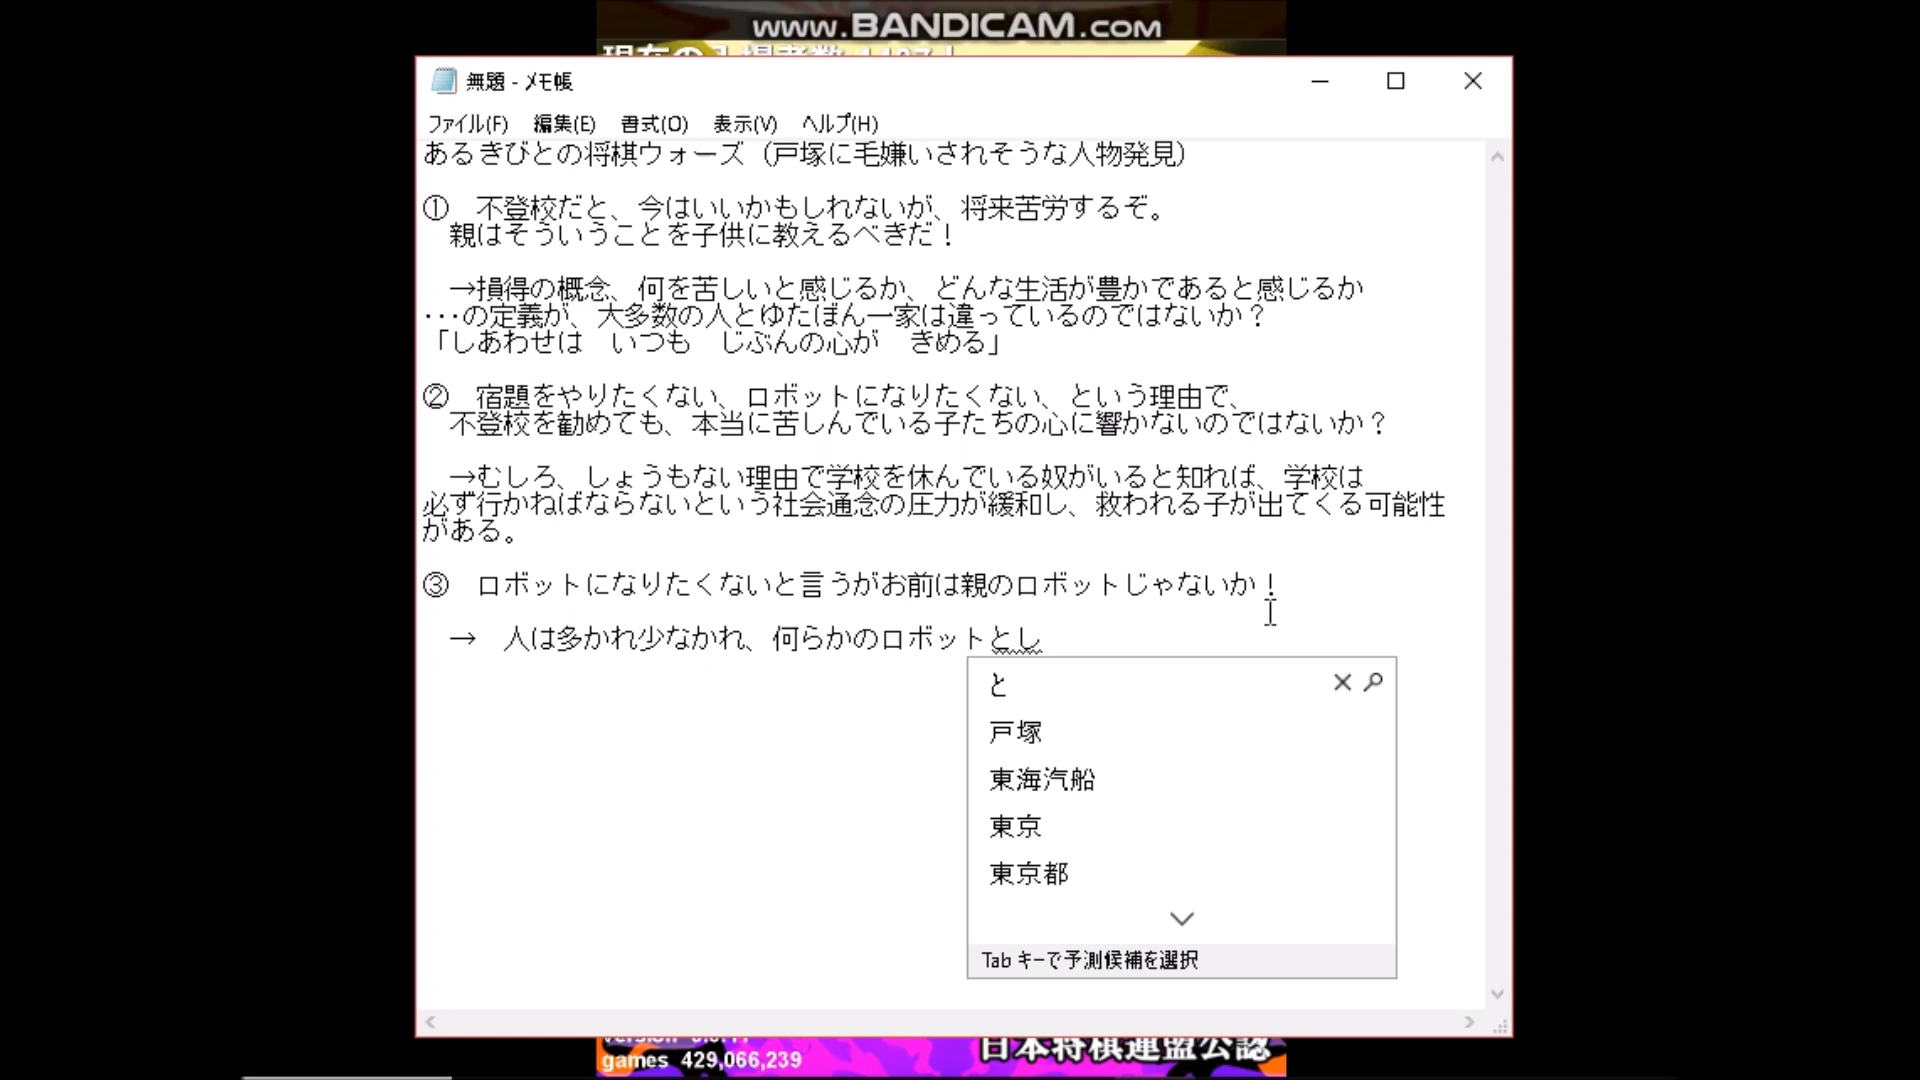 www.BANDICAM.com
無題 - メモ帳
ファイル(F) 編集(E) 書式(O) 表示(V) ヘルプ(H)
あるきびとの将棋ウォーズ（戸塚に毛嫌いされそうな人物発見）
①　不登校だと、今はいいかもしれないが、将来苦労するぞ。
親はそういうことを子供に教えるべきだ！
→損得の概念、何を苦しいと感じるか、どんな生活が豊かであると感じるか
･･･の定義が、大多数の人とゆたぼん一家は違っているのではないか？
「しあわせは　いつも　じぶんの心が　きめる」
②　宿題をやりたくない、ロボットになりたくない、という理由で、
不登校を勧めても、本当に苦しんでいる子たちの心に響かないのではないか？
→むしろ、しょうもない理由で学校を休んでいる奴がいると知れば、学校は
必ず行かねばならないという社会通念の圧力が緩和し、救われる子が出てくる可能性
がある。
③　ロボットになりたくないと言うがお前は親のロボットじゃないか！
→　人は多かれ少なかれ、何らかのロボットとし
と
戸塚
東海汽船
東京
東京都
Tab キーで予測候補を選択
games 429,066,239
日本将棋連盟公認